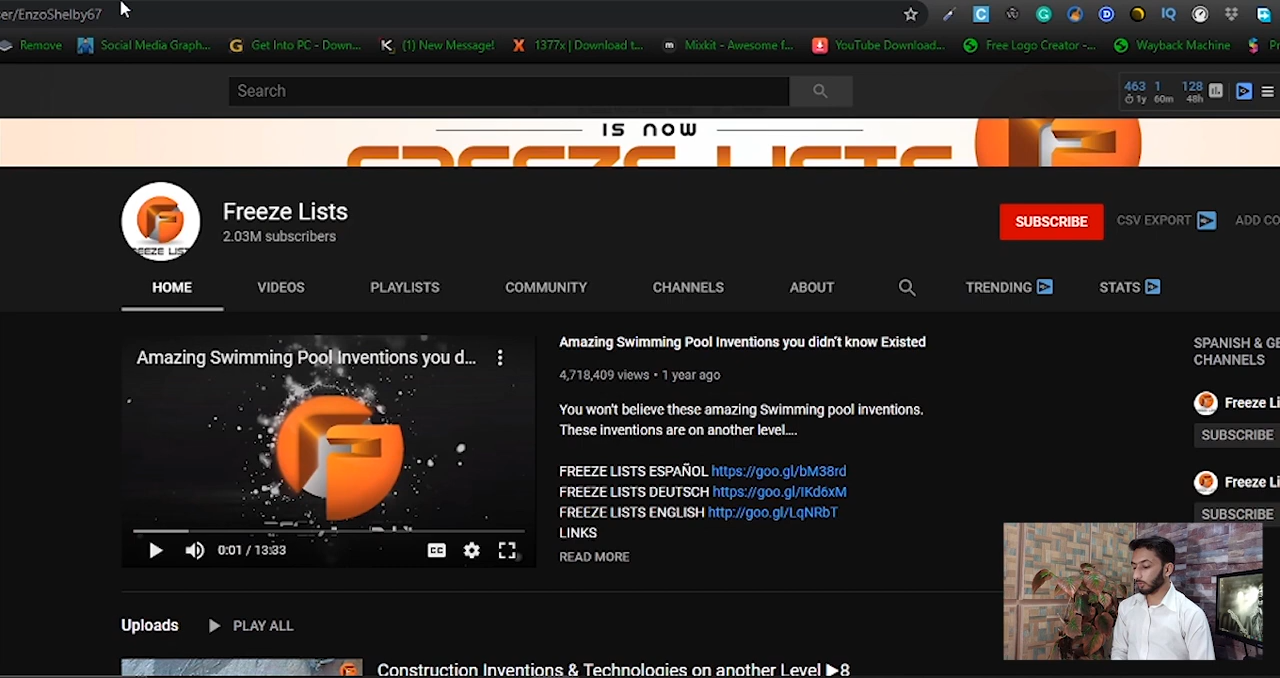 ser/EnzoShelby67
Remove
Social Media Graph...
Get Into PC - Down...
(1) New Message!
1377x | Download t...
Mixkit - Awesome f...
YouTube Download...
Free Logo Creator -...
Wayback Machine
Search
463 1 128
1y 60m 48h
IS NOW
FREEZE LISTS
Freeze Lists
2.03M subscribers
SUBSCRIBE
CSV EXPORT
ADD CO
HOME VIDEOS PLAYLISTS COMMUNITY CHANNELS ABOUT TRENDING STATS
Amazing Swimming Pool Inventions you d...
0:01 / 13:33
Amazing Swimming Pool Inventions you didn't know Existed
4,718,409 views • 1 year ago
You won't believe these amazing Swimming pool inventions.
These inventions are on another level....
FREEZE LISTS ESPAÑOL https://goo.gl/bM38rd
FREEZE LISTS DEUTSCH https://goo.gl/IKd6xM
FREEZE LISTS ENGLISH http://goo.gl/LqNRbT
LINKS
READ MORE
SPANISH & GE
CHANNELS
Freeze Li
SUBSCRIBE
Freeze Li
SUBSCRIBE
Uploads PLAY ALL
Construction Inventions & Technologies on another Level ▶8